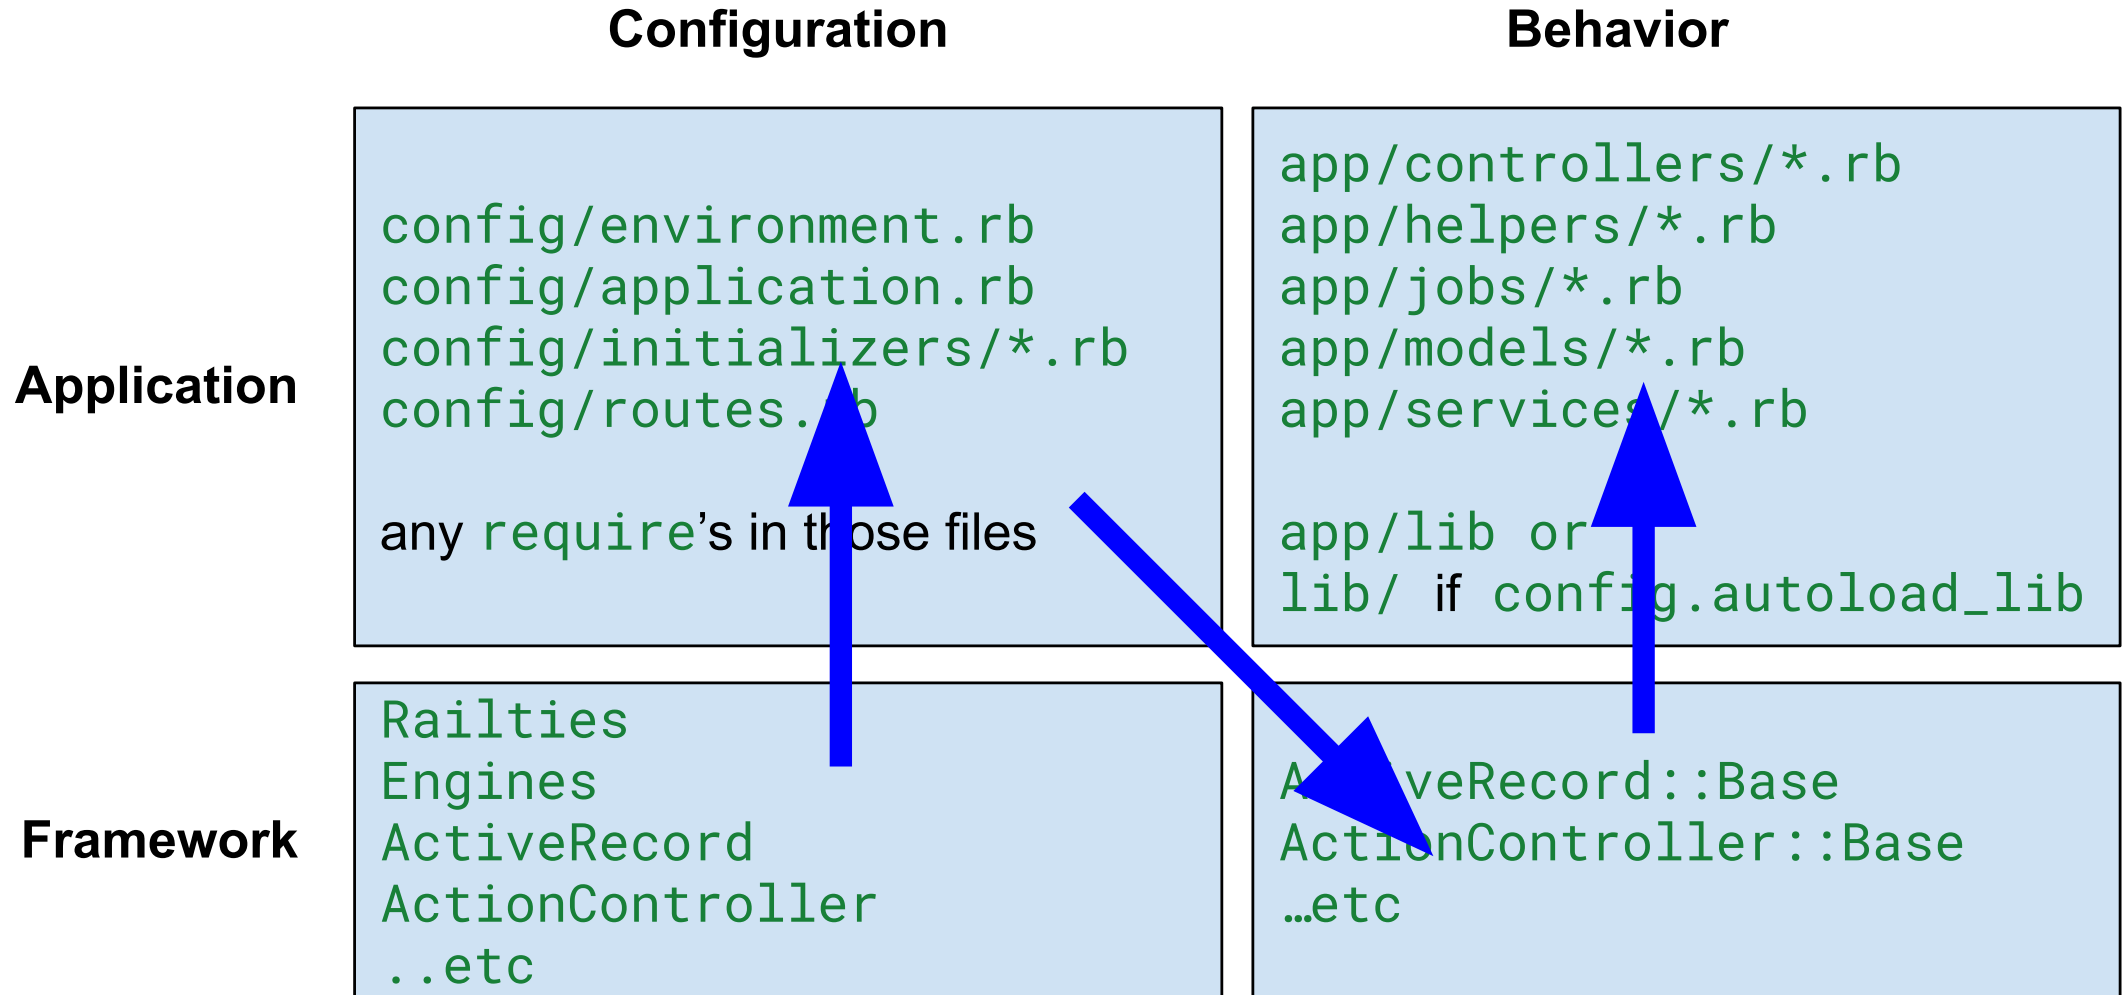 Configuration
Behavior
Application
config/environment.rb
config/application.rb
config/initializers/*.rb
config/routes.rb
any require’s in those files
app/controllers/*.rb
app/helpers/*.rb
app/jobs/*.rb
app/models/*.rb
app/services/*.rb
app/lib or
lib/ if config.autoload_lib
Framework
Railties
Engines
ActiveRecord
ActionController
..etc
ActiveRecord::Base
ActionController::Base
…etc